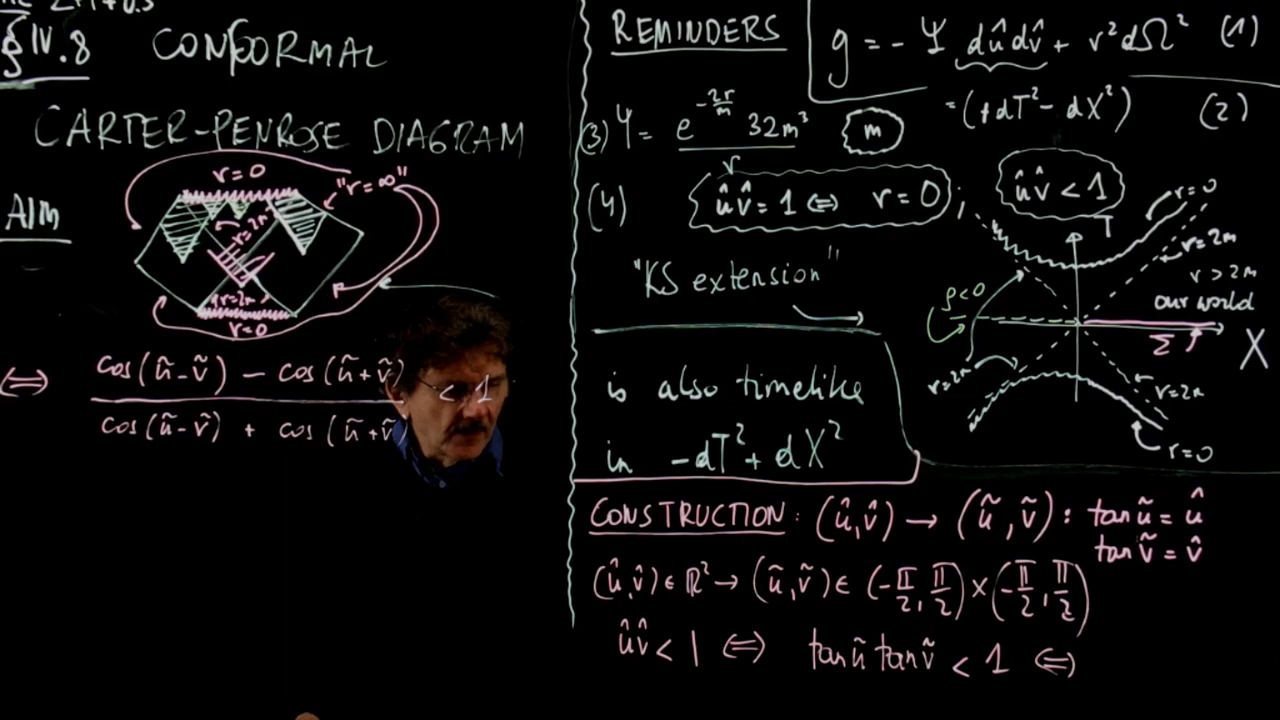 § IV.8 CONFORMAL
CARTER-PENROSE DIAGRAM
AIM
r=0
"r=∞"
r=2m
r=2m
r=0
⇔ cos(ũ-ṽ) - cos(ũ+ṽ) / cos(ũ-ṽ) + cos(ũ+ṽ) < 1
REMINDERS
g = - Ψ dûdv̂ + r²dΩ² (1)
= (+dT² - dX²) (2)
(3) Ψ = e^{-2r/m} 32m³ / r
m
(4) ûv̂ = 1 ⇔ r = 0 ; ûv̂ < 1
"KS extension"
is also timelike
in -dT² + dX²
T
r=0
r=2m
r > 2m
our world
ρ<0
Σ
X
r=2m
r=2m
r=0
CONSTRUCTION: (û,v̂) → (ũ,ṽ) : tan ũ = û
tan ṽ = v̂
(û,v̂) ∈ ℝ² → (ũ,ṽ) ∈ (-π/2, π/2) × (-π/2, π/2)
ûv̂ < 1 ⇔ tan ũ tan ṽ < 1 ⇔